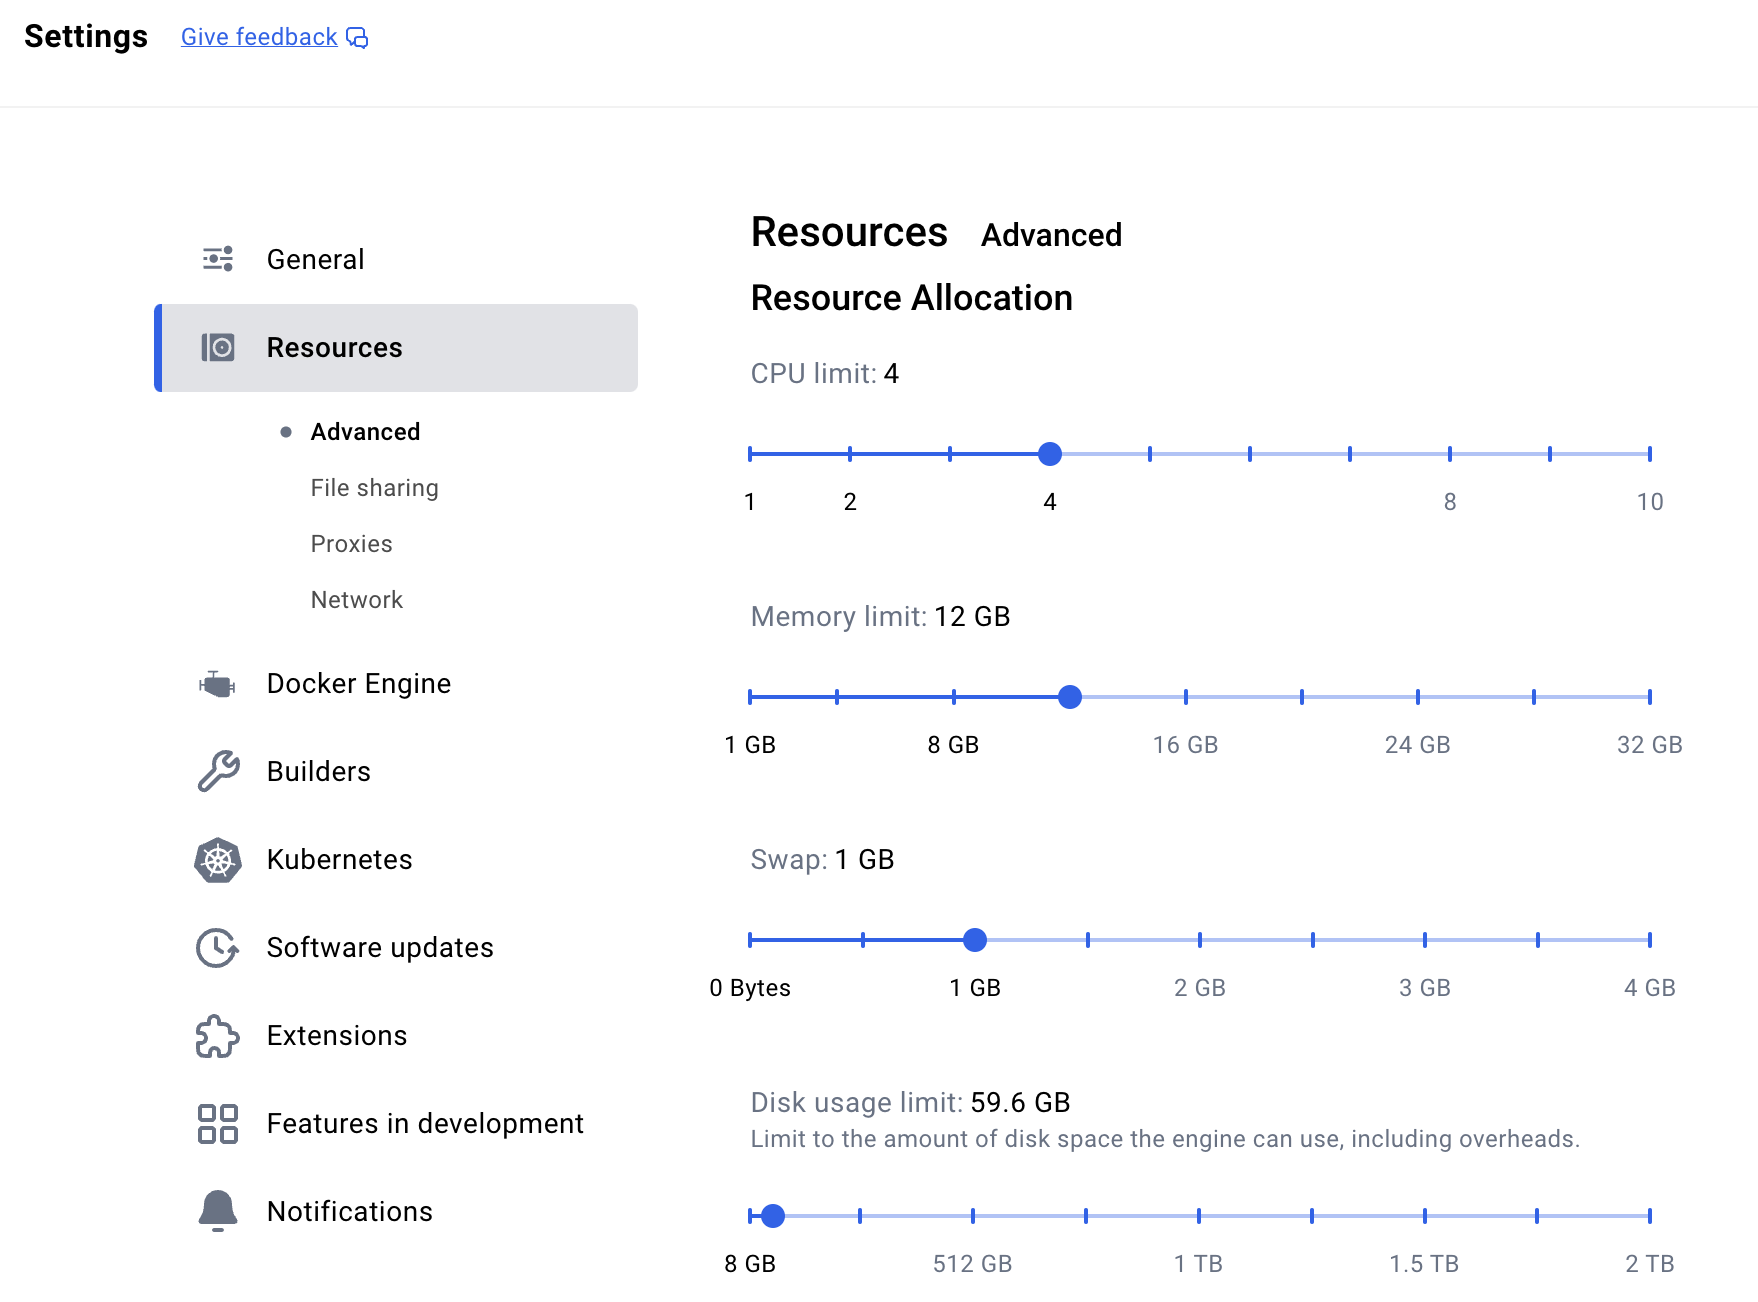 Settings Give feedback
General
Resources
Advanced
File sharing
Proxies
Network
Docker Engine
Builders
Kubernetes
Software updates
Extensions
Features in development
Notifications
Resources Advanced
Resource Allocation
CPU limit: 4
1 2 4 8 10
Memory limit: 12 GB
1 GB 8 GB 16 GB 24 GB 32 GB
Swap: 1 GB
0 Bytes 1 GB 2 GB 3 GB 4 GB
Disk usage limit: 59.6 GB
Limit to the amount of disk space the engine can use, including overheads.
8 GB 512 GB 1 TB 1.5 TB 2 TB